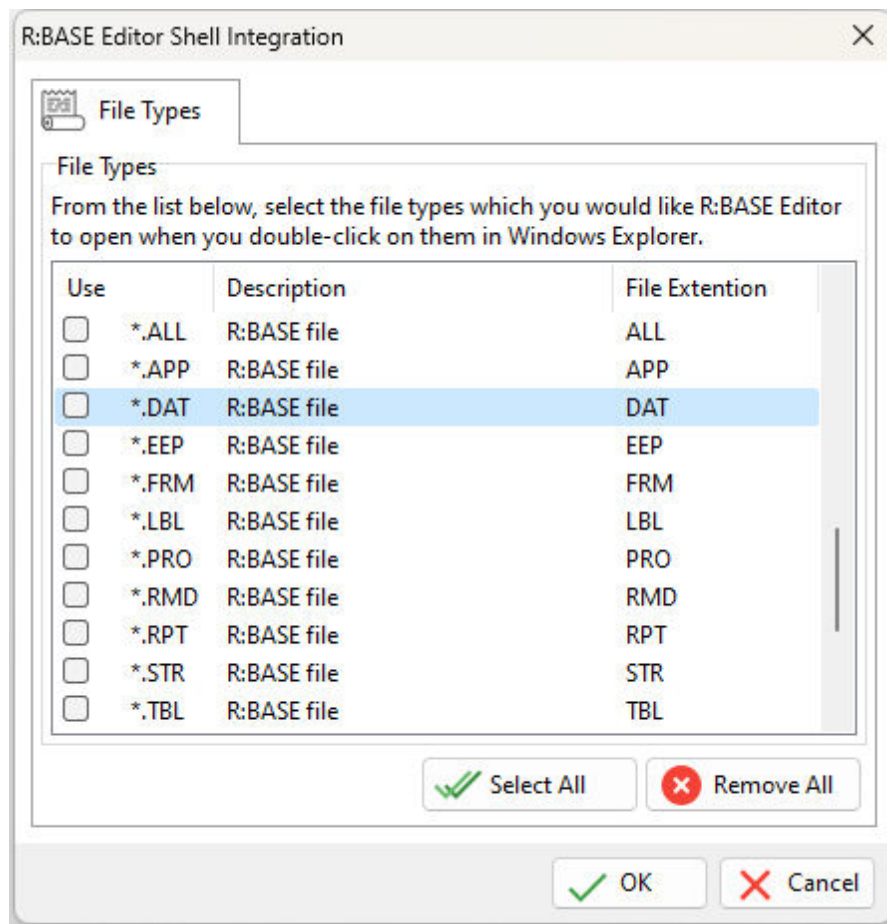 R:BASE Editor Shell Integration
File Types
File Types
From the list below, select the file types which you would like R:BASE Editor
to open when you double-click on them in Windows Explorer.
Use Description File Extention
*.ALL R:BASE file ALL
*.APP R:BASE file APP
*.DAT R:BASE file DAT
*.EEP R:BASE file EEP
*.FRM R:BASE file FRM
*.LBL R:BASE file LBL
*.PRO R:BASE file PRO
*.RMD R:BASE file RMD
*.RPT R:BASE file RPT
*.STR R:BASE file STR
*.TBL R:BASE file TBL
Select All Remove All
OK Cancel